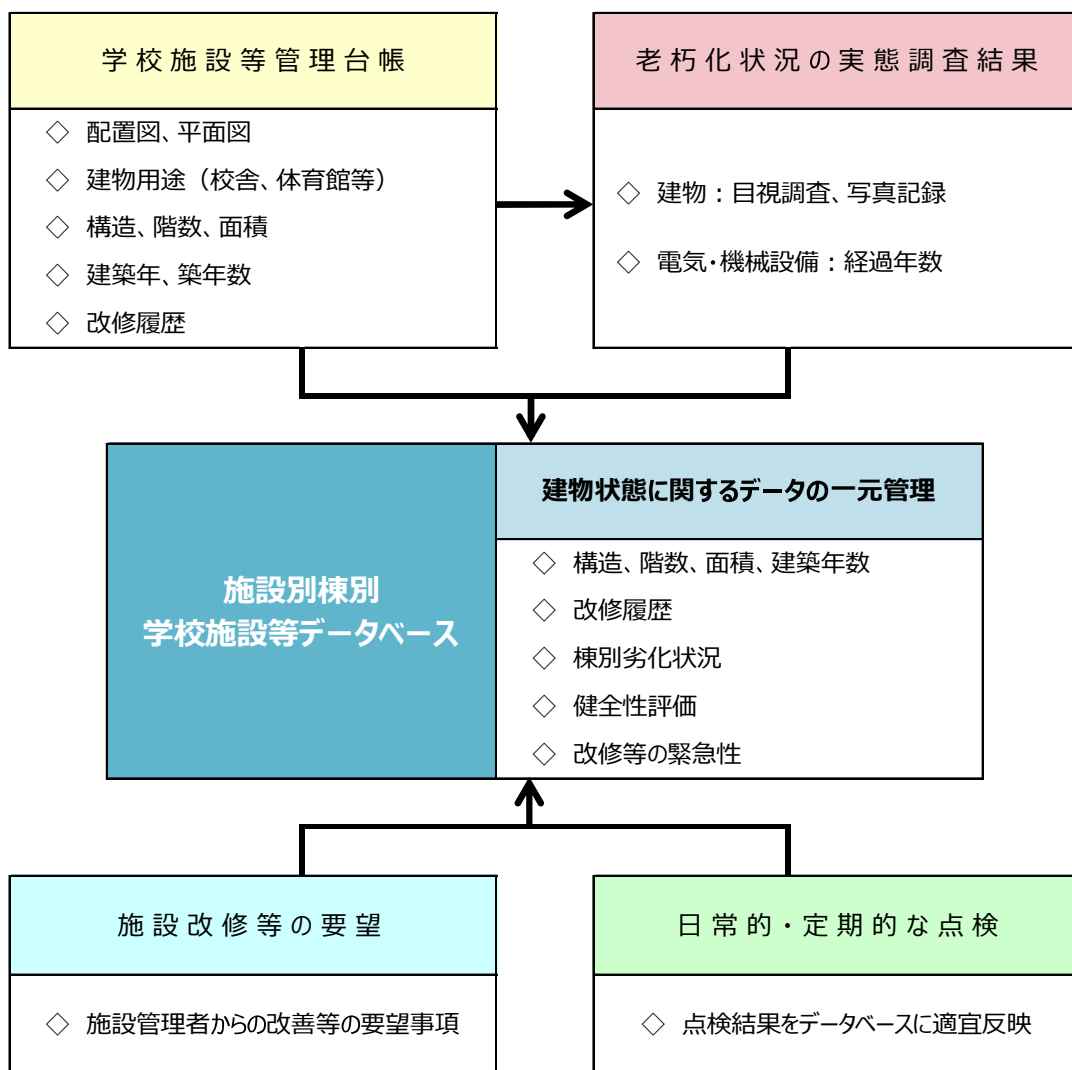 学校施設等管理台帳
◇ 配置図、平面図
◇ 建物用途（校舎、体育館等）
◇ 構造、階数、面積
◇ 建築年、築年数
◇ 改修履歴
老朽化状況の実態調査結果
◇ 建物：目視調査、写真記録
◇ 電気・機械設備：経過年数
施設別棟別
学校施設等データベース
建物状態に関するデータの一元管理
◇ 構造、階数、面積、建築年数
◇ 改修履歴
◇ 棟別劣化状況
◇ 健全性評価
◇ 改修等の緊急性
施設改修等の要望
◇ 施設管理者からの改善等の要望事項
日常的・定期的な点検
◇ 点検結果をデータベースに適宜反映